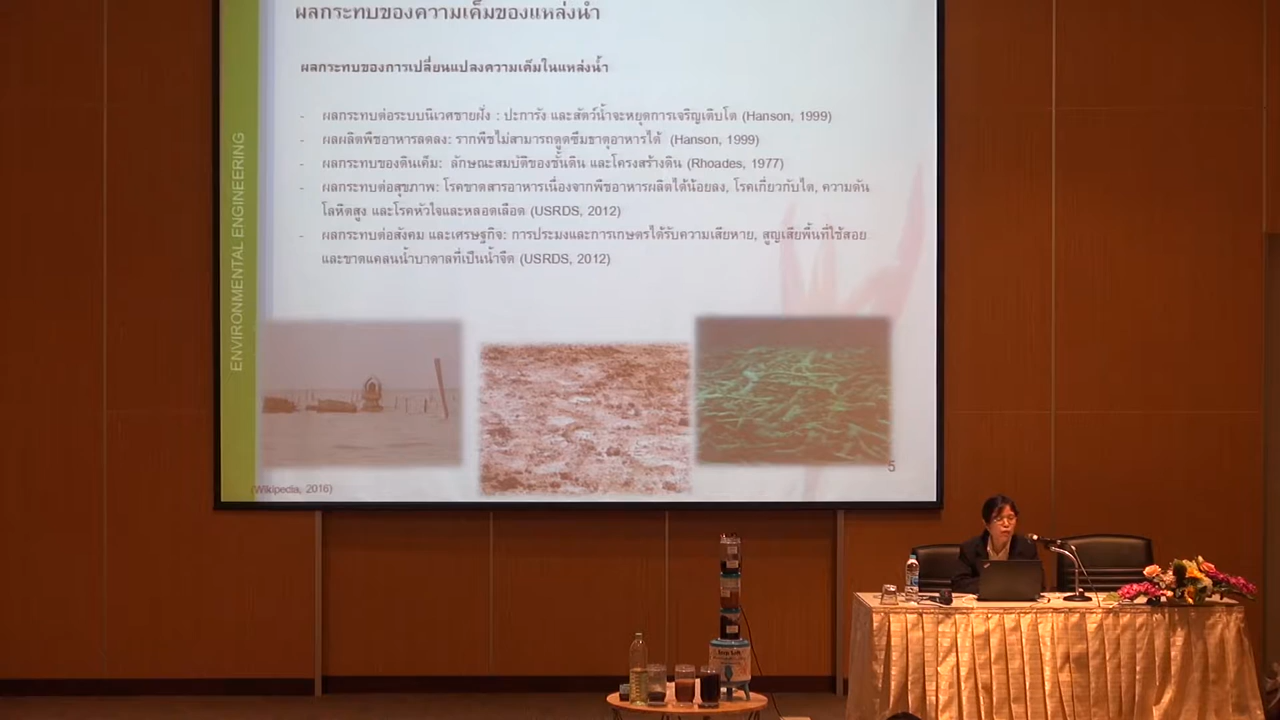 ผลกระทบของความเค็มของแหล่งน้ำ
ผลกระทบของการเปลี่ยนแปลงความเค็มในแหล่งน้ำ
- ผลกระทบต่อระบบนิเวศชายฝั่ง : ปะการัง และสัตว์น้ำจะหยุดการเจริญเติบโต (Hanson, 1999)
- ผลผลิตพืชอาหารลดลง: รากพืชไม่สามารถดูดซึมธาตุอาหารได้ (Hanson, 1999)
- ผลกระทบของดินเค็ม: ลักษณะสมบัติของชั้นดิน และโครงสร้างดิน (Rhoades, 1977)
- ผลกระทบต่อสุขภาพ: โรคขาดสารอาหารเนื่องจากพืชอาหารผลิตได้น้อยลง, โรคเกี่ยวกับไต, ความดัน
โลหิตสูง และโรคหัวใจและหลอดเลือด (USRDS, 2012)
- ผลกระทบต่อสังคม และเศรษฐกิจ: การประมงและการเกษตรได้รับความเสียหาย, สูญเสียพื้นที่ใช้สอย
และขาดแคลนน้ำบาดาลที่เป็นน้ำจืด (USRDS, 2012)
ENVIRONMENTAL ENGINEERING
5
(Wikipedia, 2016)